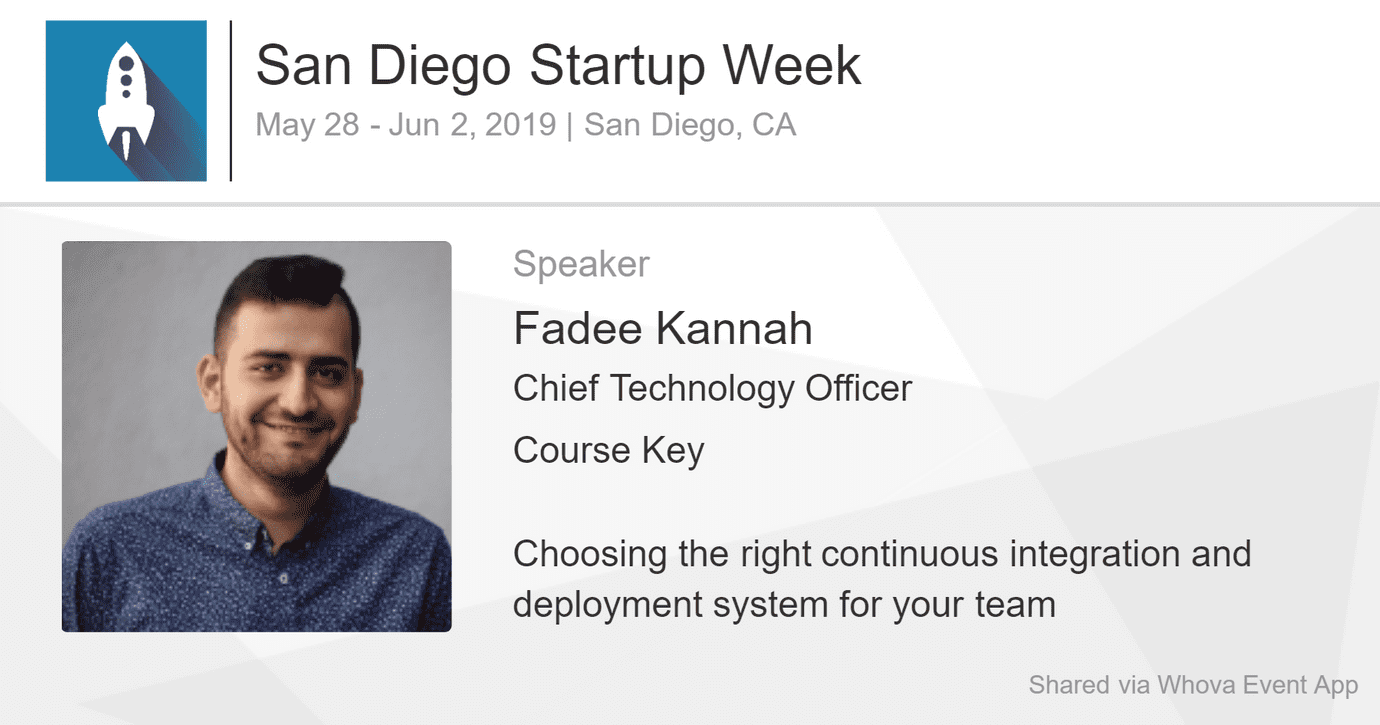 San Diego Startup Week
May 28 - Jun 2, 2019 | San Diego, CA
Speaker
Fadee Kannah
Chief Technology Officer
Course Key
Choosing the right continuous integration and
deployment system for your team
Shared via Whova Event App